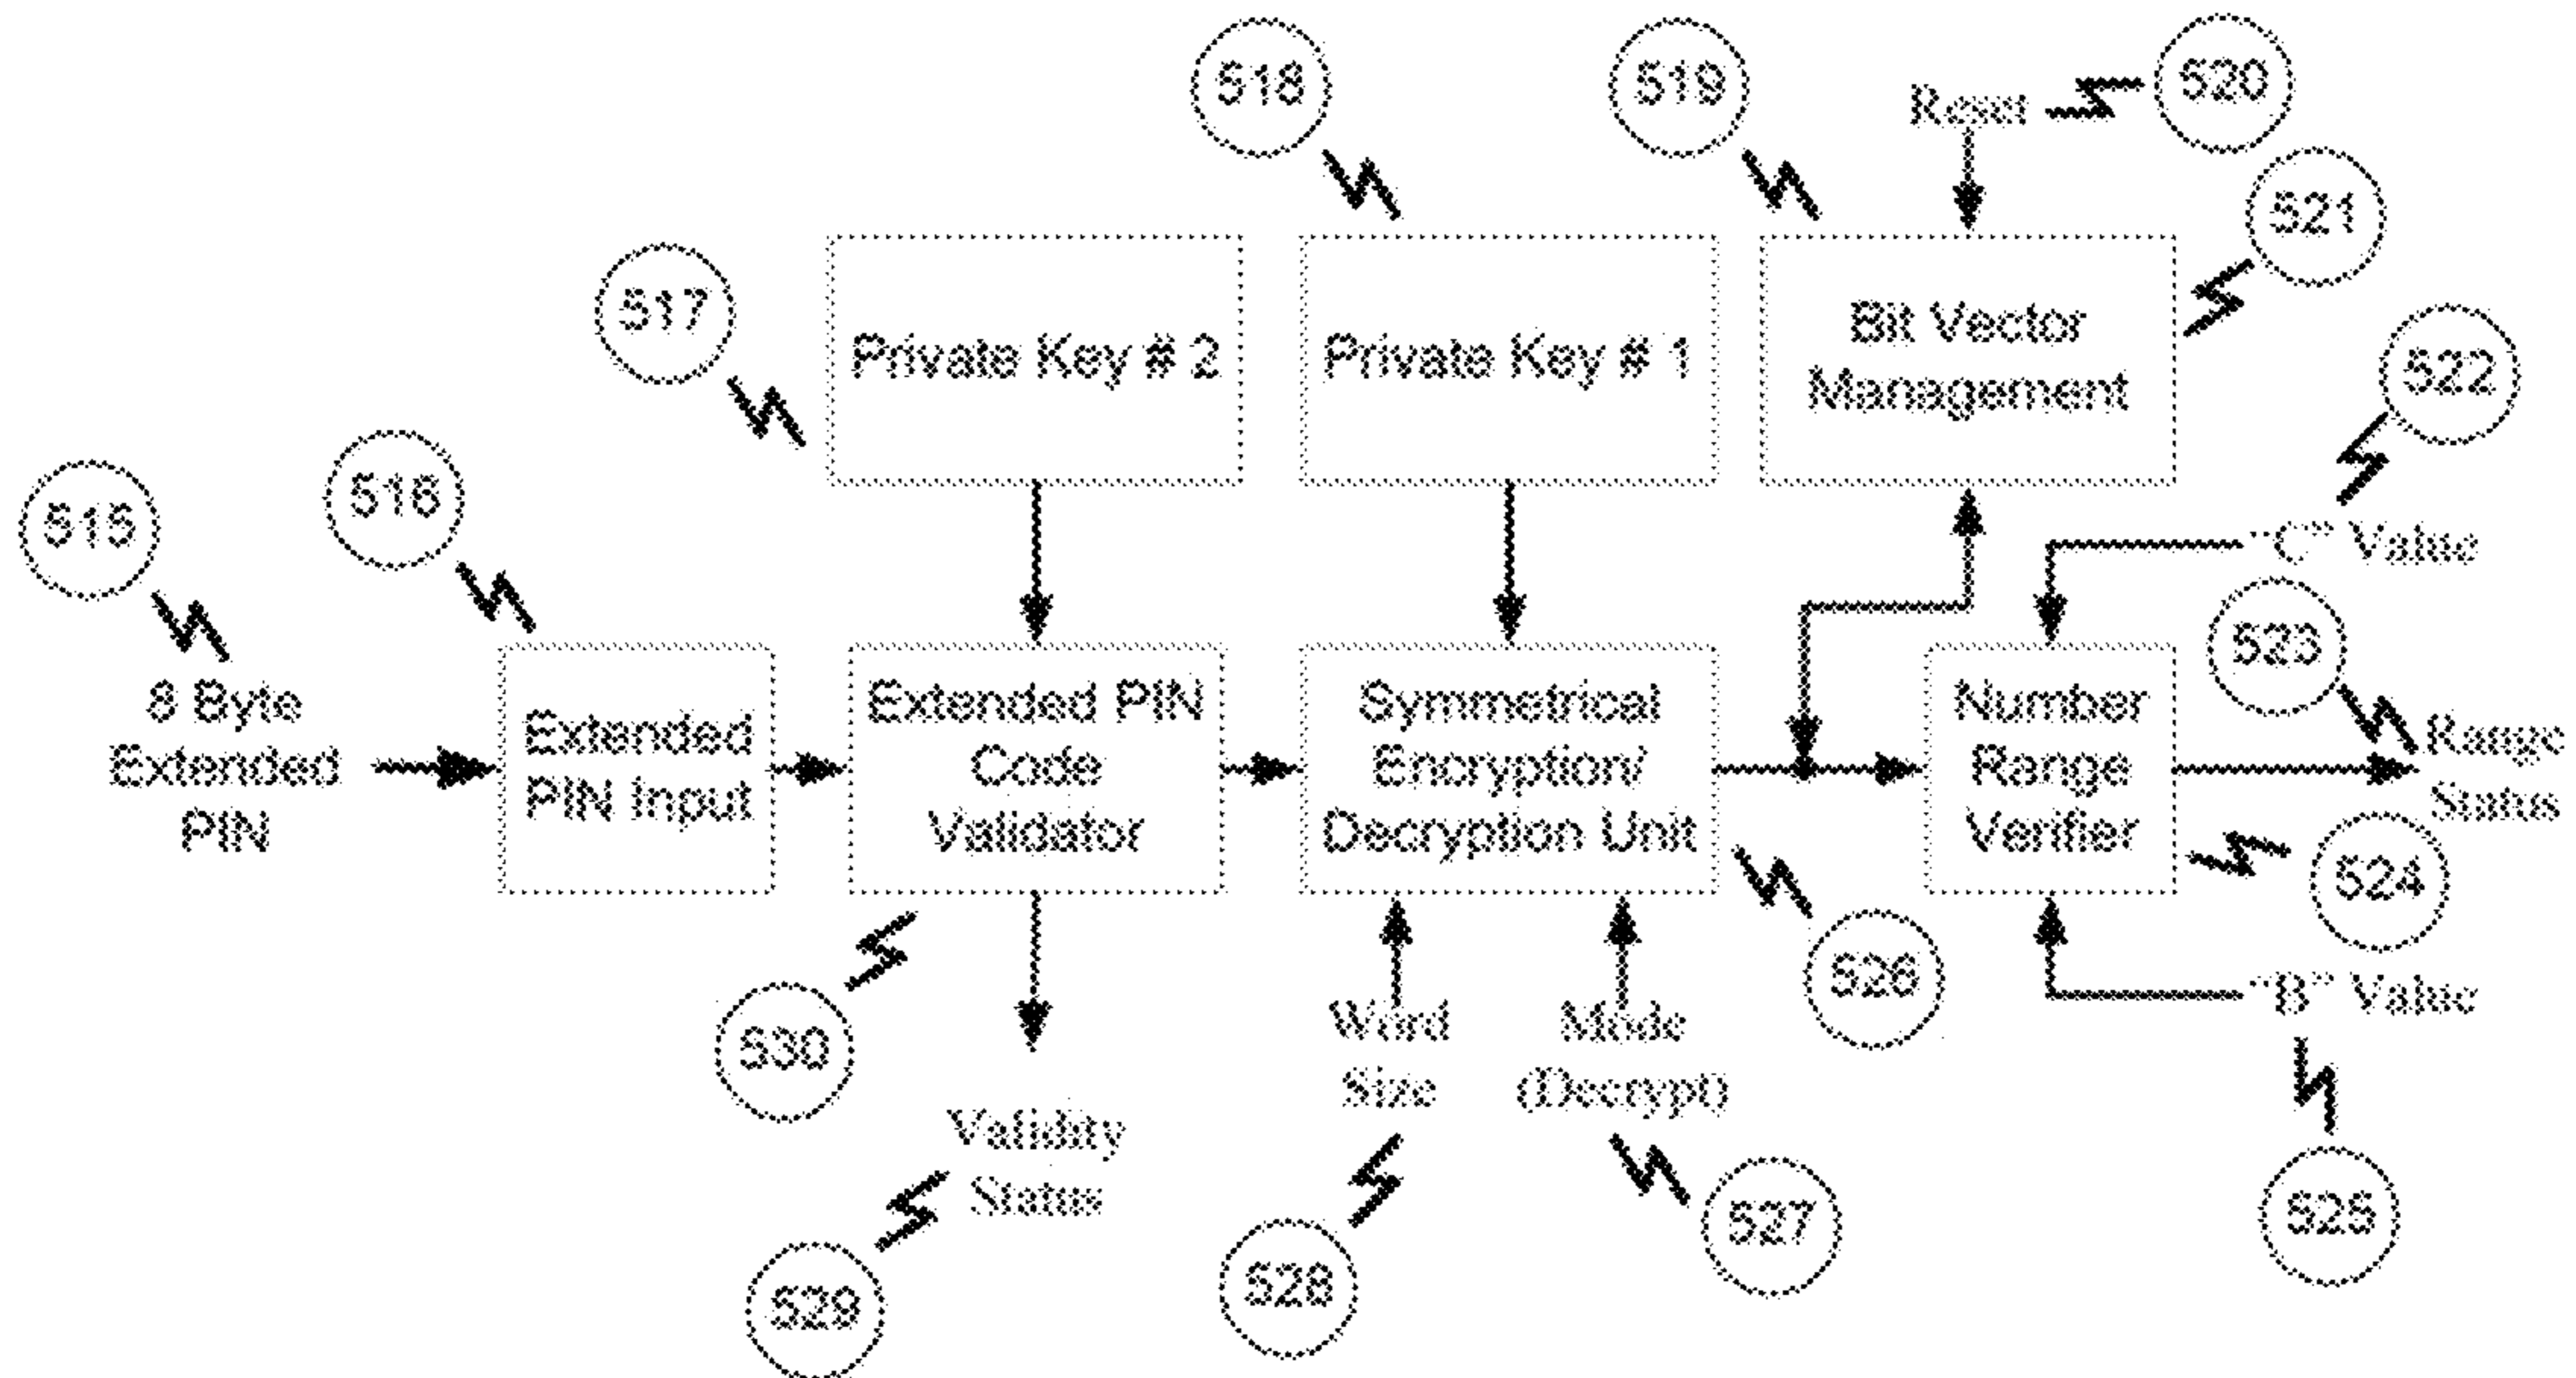 518
519
Reset
520
521
517
Private Key # 2
Private Key # 1
Bit Vector
Management
522
515
516
"C" Value
523
8 Byte
Extended
PIN
Extended
PIN Input
Extended PIN
Code
Validator
Symmetrical
Encryption/
Decryption Unit
Number
Range
Verifier
Range
Status
524
530
526
"B" Value
Word
Size
Mode
(Decrypt)
Validity
Status
529
528
527
525